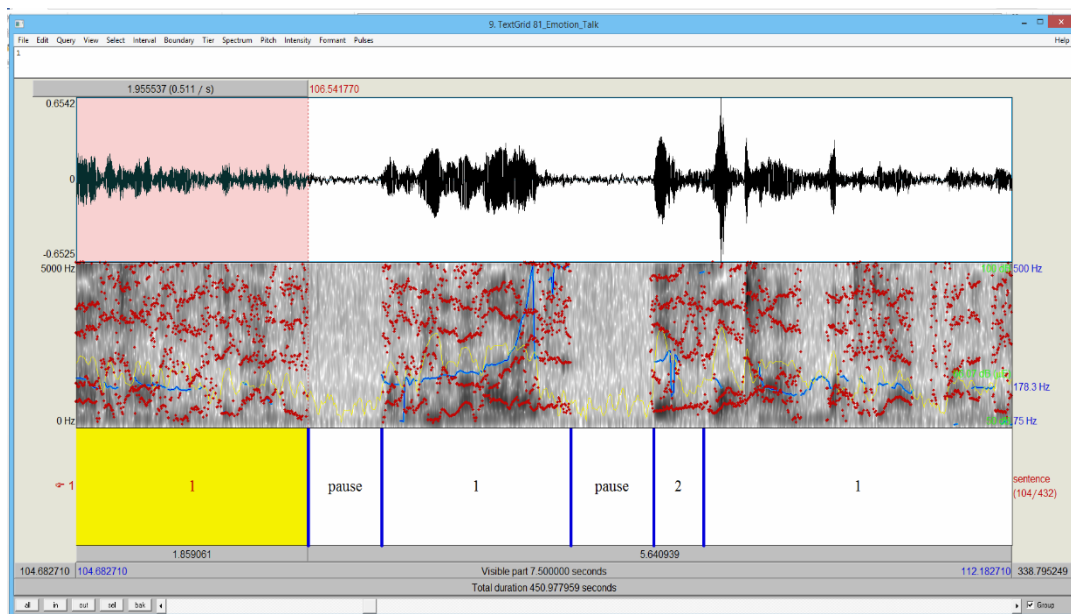 9. TextGrid 81_Emotion_Talk
File Edit Query View Select Interval Boundary Tier Spectrum Pitch Intensity Formant Pulses Help
1
1.955537 (0.511 / s) 106.541770
0.6542
0
-0.6525
5000 Hz 500 Hz
178.3 Hz
0 Hz 75 Hz
1 1 pause 1 pause 2 1 sentence
(104/432)
1.859061 5.640939
104.682710 104.682710 Visible part 7.500000 seconds 112.182710 338.795249
Total duration 450.977959 seconds
all in out sel bak Group